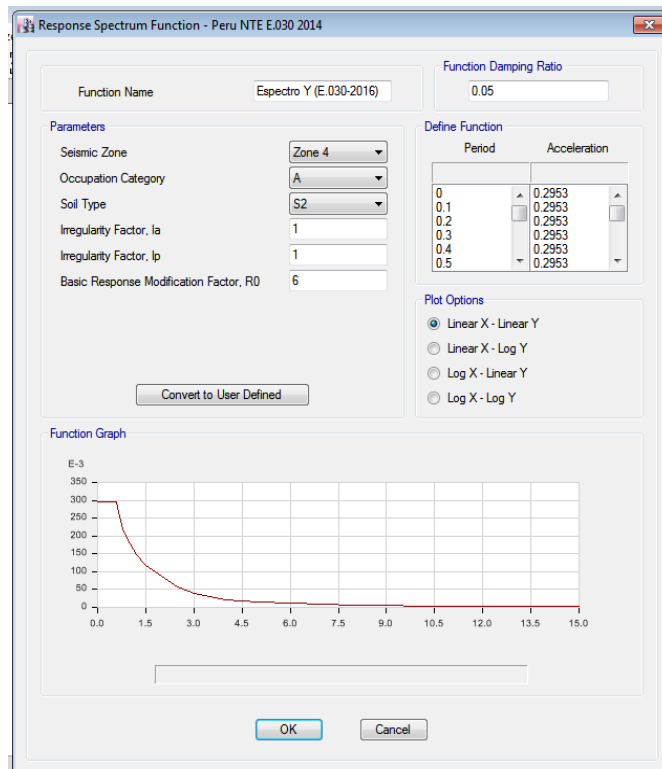 Response Spectrum Function - Peru NTE E.030 2014
Function Name
Espectro Y (E.030-2016)
Function Damping Ratio
0.05
Parameters
Seismic Zone Zone 4
Occupation Category A
Soil Type S2
Irregularity Factor, Ia 1
Irregularity Factor, Ip 1
Basic Response Modification Factor, R0 6
Convert to User Defined
Define Function
Period Acceleration
0 0.2953
0.1 0.2953
0.2 0.2953
0.3 0.2953
0.4 0.2953
0.5 0.2953
Plot Options
Linear X - Linear Y
Linear X - Log Y
Log X - Linear Y
Log X - Log Y
Function Graph
E-3
350
300
250
200
150
100
50
0
0.0 1.5 3.0 4.5 6.0 7.5 9.0 10.5 12.0 13.5 15.0
OK Cancel